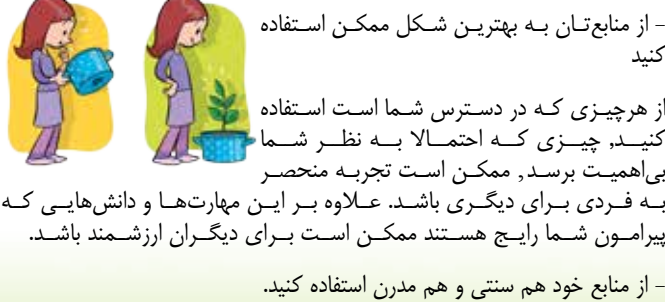 - از منابع‌تان به بهترین شکل ممکن استفاده
کنید
از هرچیزی که در دسترس شما است استفاده
کنید, چیزی که احتمالا به نظر شما
بی‌اهمیت برسد, ممکن است تجربه منحصر
به فردی برای دیگری باشد. علاوه بر این مهارت‌ها و دانش‌هایی که
پیرامون شما رایج هستند ممکن است برای دیگران ارزشمند باشد.
- از منابع خود هم سنتی و هم مدرن استفاده کنید.